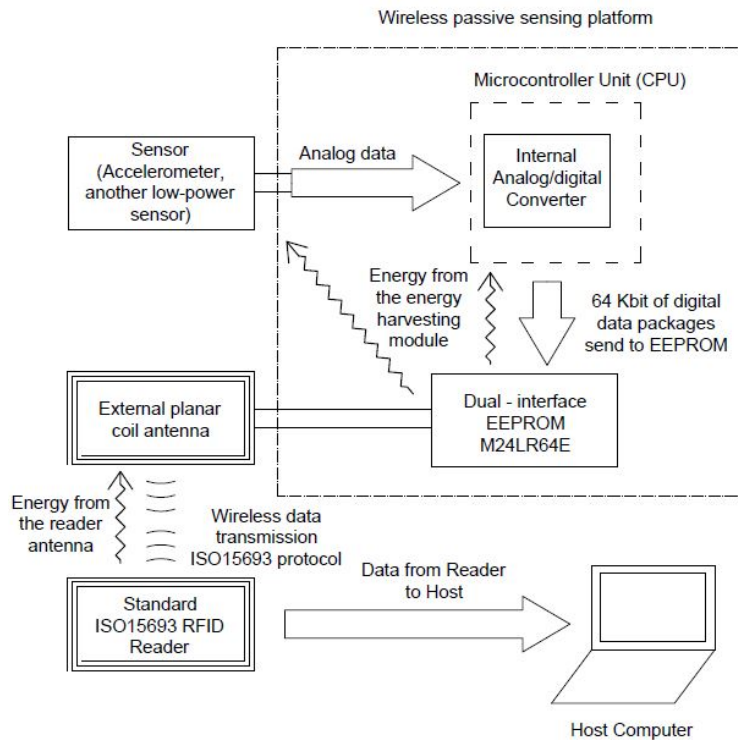 Wireless passive sensing platform
Microcontroller Unit (CPU)
Sensor
(Accelerometer,
another low-power
sensor)
Analog data
Internal
Analog/digital
Converter
Energy from
the energy
harvesting
module
64 Kbit of digital
data packages
send to EEPROM
External planar
coil antenna
Dual - interface
EEPROM
M24LR64E
Energy from
the reader
antenna
Wireless data
transmission
ISO15693 protocol
Standard
ISO15693 RFID
Reader
Data from Reader
to Host
Host Computer